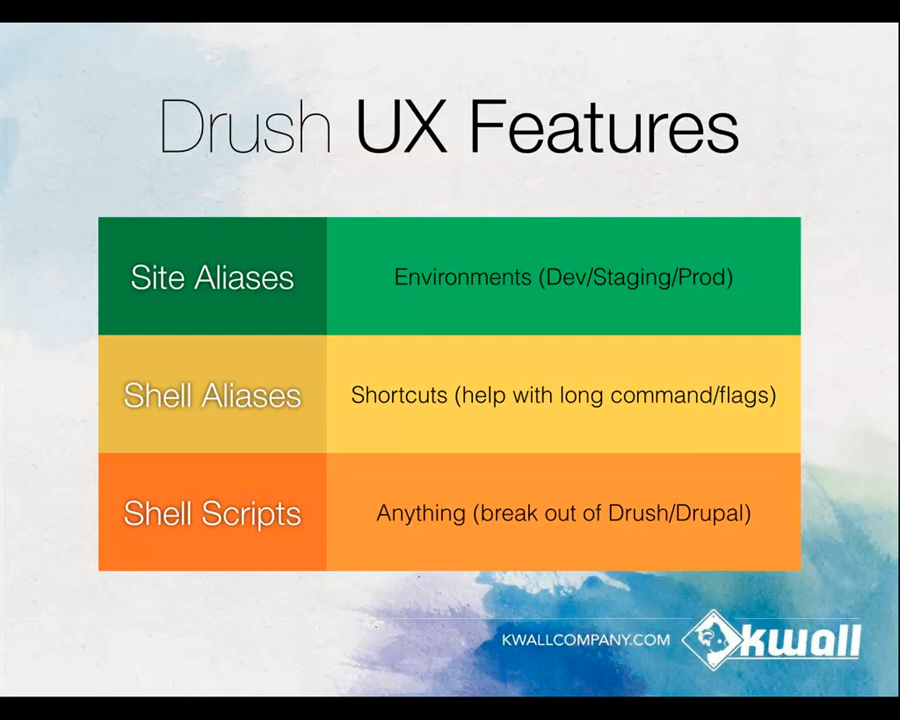 Drush UX Features
Site Aliases
Environments (Dev/Staging/Prod)
Shell Aliases
Shortcuts (help with long command/flags)
Shell Scripts
Anything (break out of Drush/Drupal)
KWALLCOMPANY.COM
kwall